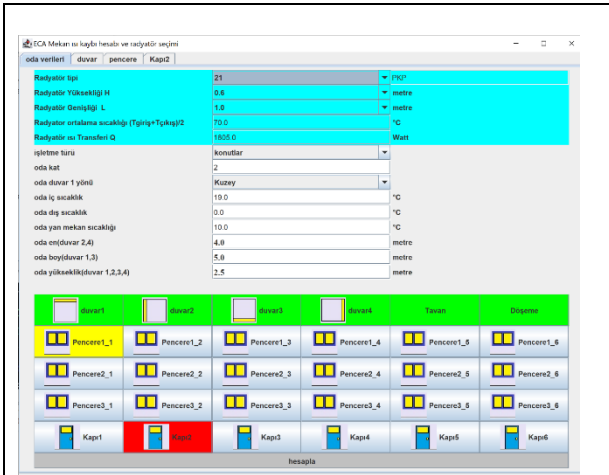 ECA Mekan ısı kaybı hesabı ve radyatör seçimi
oda verileri duvar pencere Kapı2
Radyatör tipi 21 PKP
Radyatör Yüksekliği H 0.6 metre
Radyatör Genişliği L 1.0 metre
Radyator ortalama sıcaklığı (Tgiriş+Tçıkış)/2 70.0 °C
Radyatör ısı Transferi Q 1805.0 Watt
işletme türü konutlar
oda kat 2
oda duvar 1 yönü Kuzey
oda iç sıcaklık 19.0 °C
oda dış sıcaklık 0.0 °C
oda yan mekan sıcaklığı 10.0 °C
oda en(duvar 2,4) 4.0 metre
oda boy(duvar 1,3) 5.0 metre
oda yükseklik(duvar 1,2,3,4) 2.5 metre
duvar1 duvar2 duvar3 duvar4 Tavan Döşeme
Pencere1_1 Pencere1_2 Pencere1_3 Pencere1_4 Pencere1_5 Pencere1_6
Pencere2_1 Pencere2_2 Pencere2_3 Pencere2_4 Pencere2_5 Pencere2_6
Pencere3_1 Pencere3_2 Pencere3_3 Pencere3_4 Pencere3_5 Pencere3_6
Kapı1 Kapı2 Kapı3 Kapı4 Kapı5 Kapı6
hesapla